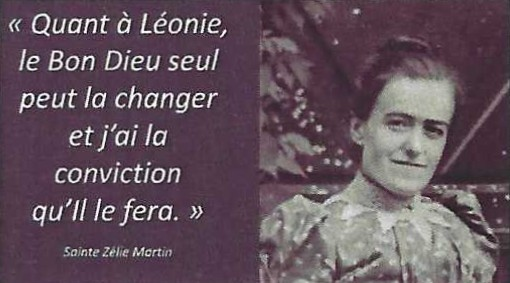 « Quant à Léonie,
le Bon Dieu seul
peut la changer
et j'ai la
conviction
qu'Il le fera. »
Sainte Zélie Martin